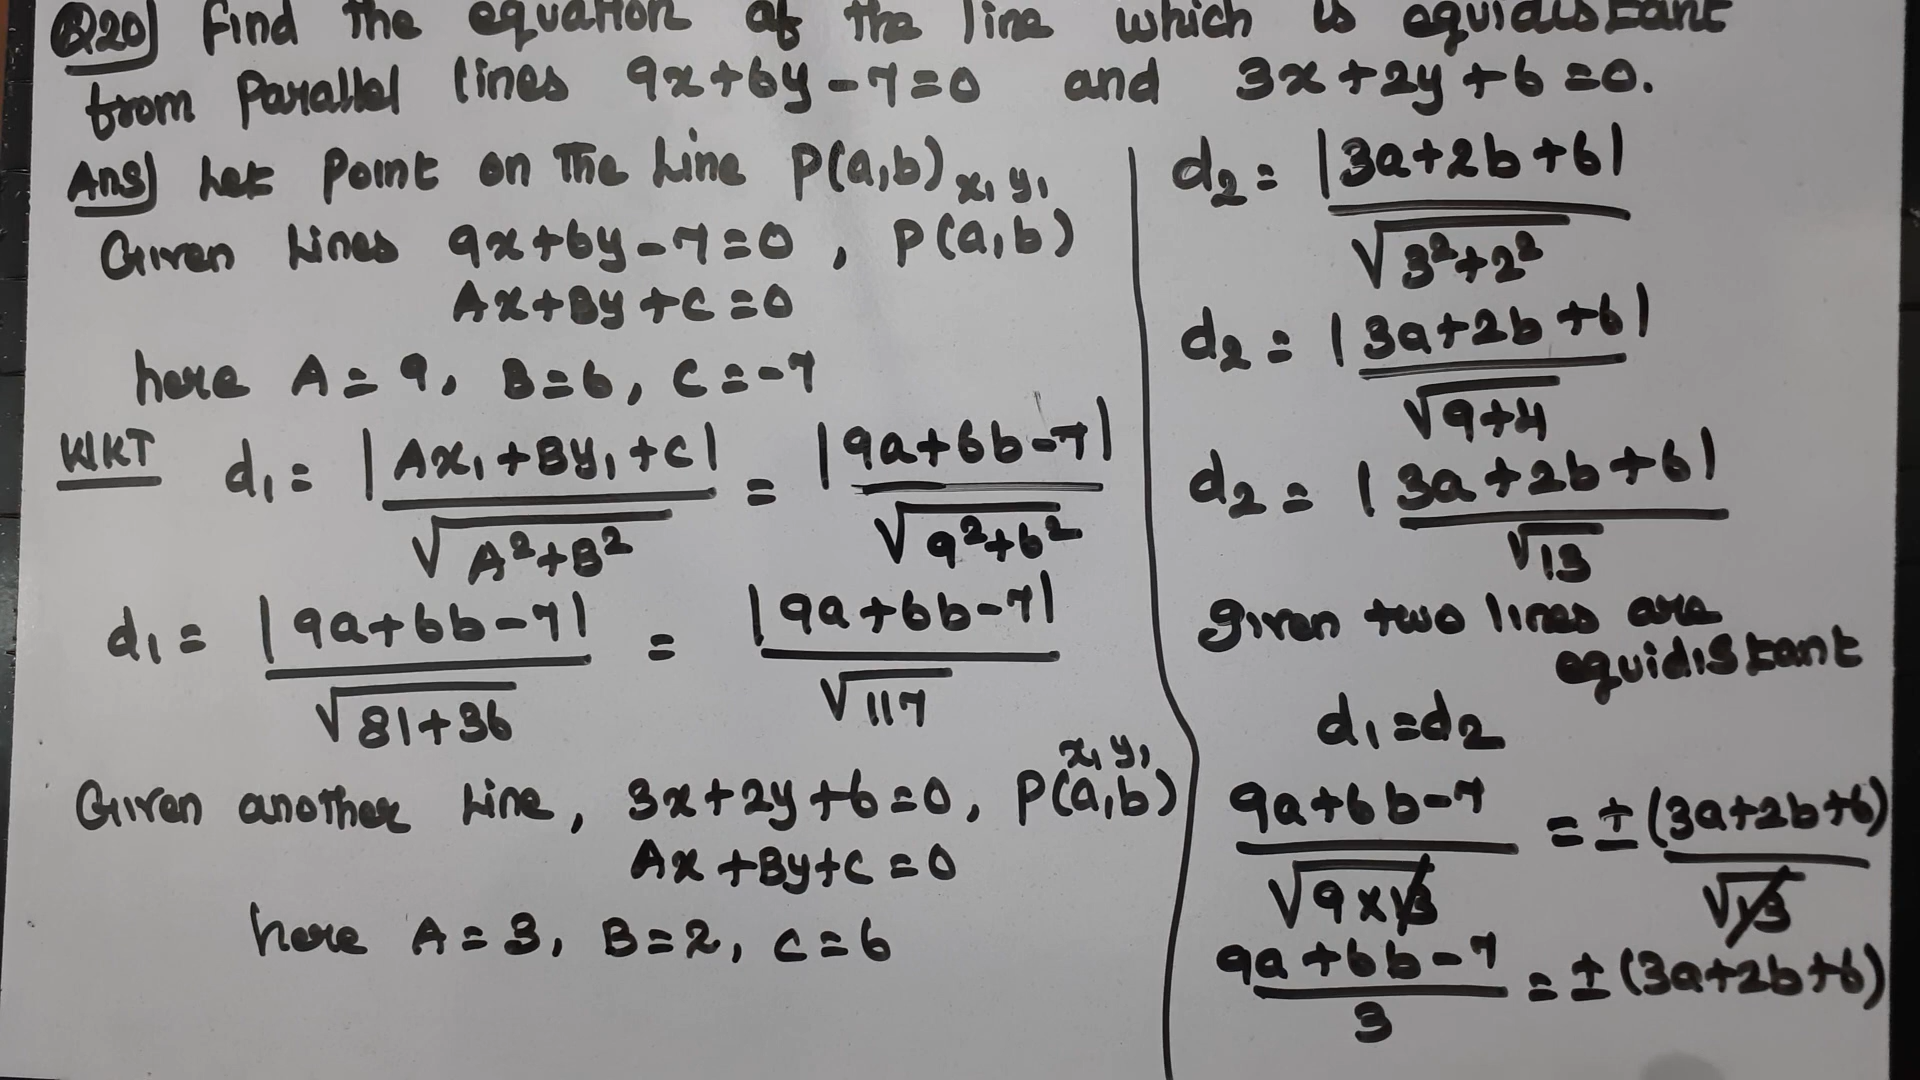 Q20) Find the equation of the line which is equidistant
from Parallel lines 9x+6y-7=0 and 3x+2y+6=0.
Ans) Let Point on The Line P(a,b) x₁ y₁
Given Lines 9x+6y-7=0, P(a,b)
Ax+By+C=0
here A=9, B=6, C=-7
WKT d₁ = |Ax₁+By₁+C| / √A²+B² = |9a+6b-7| / √9²+6²
d₁ = |9a+6b-7| / √81+36 = |9a+6b-7| / √117
x₁ y₁
Given another Line, 3x+2y+6=0, P(a,b)
Ax+By+C=0
here A=3, B=2, C=6
d₂ = |3a+2b+6| / √3²+2²
d₂ = |3a+2b+6| / √9+4
d₂ = |3a+2b+6| / √13
given two lines are
equidistant
d₁=d₂
9a+6b-7 / √9×13 = ±(3a+2b+6) / √13
9a+6b-7 / 3 = ±(3a+2b+6)